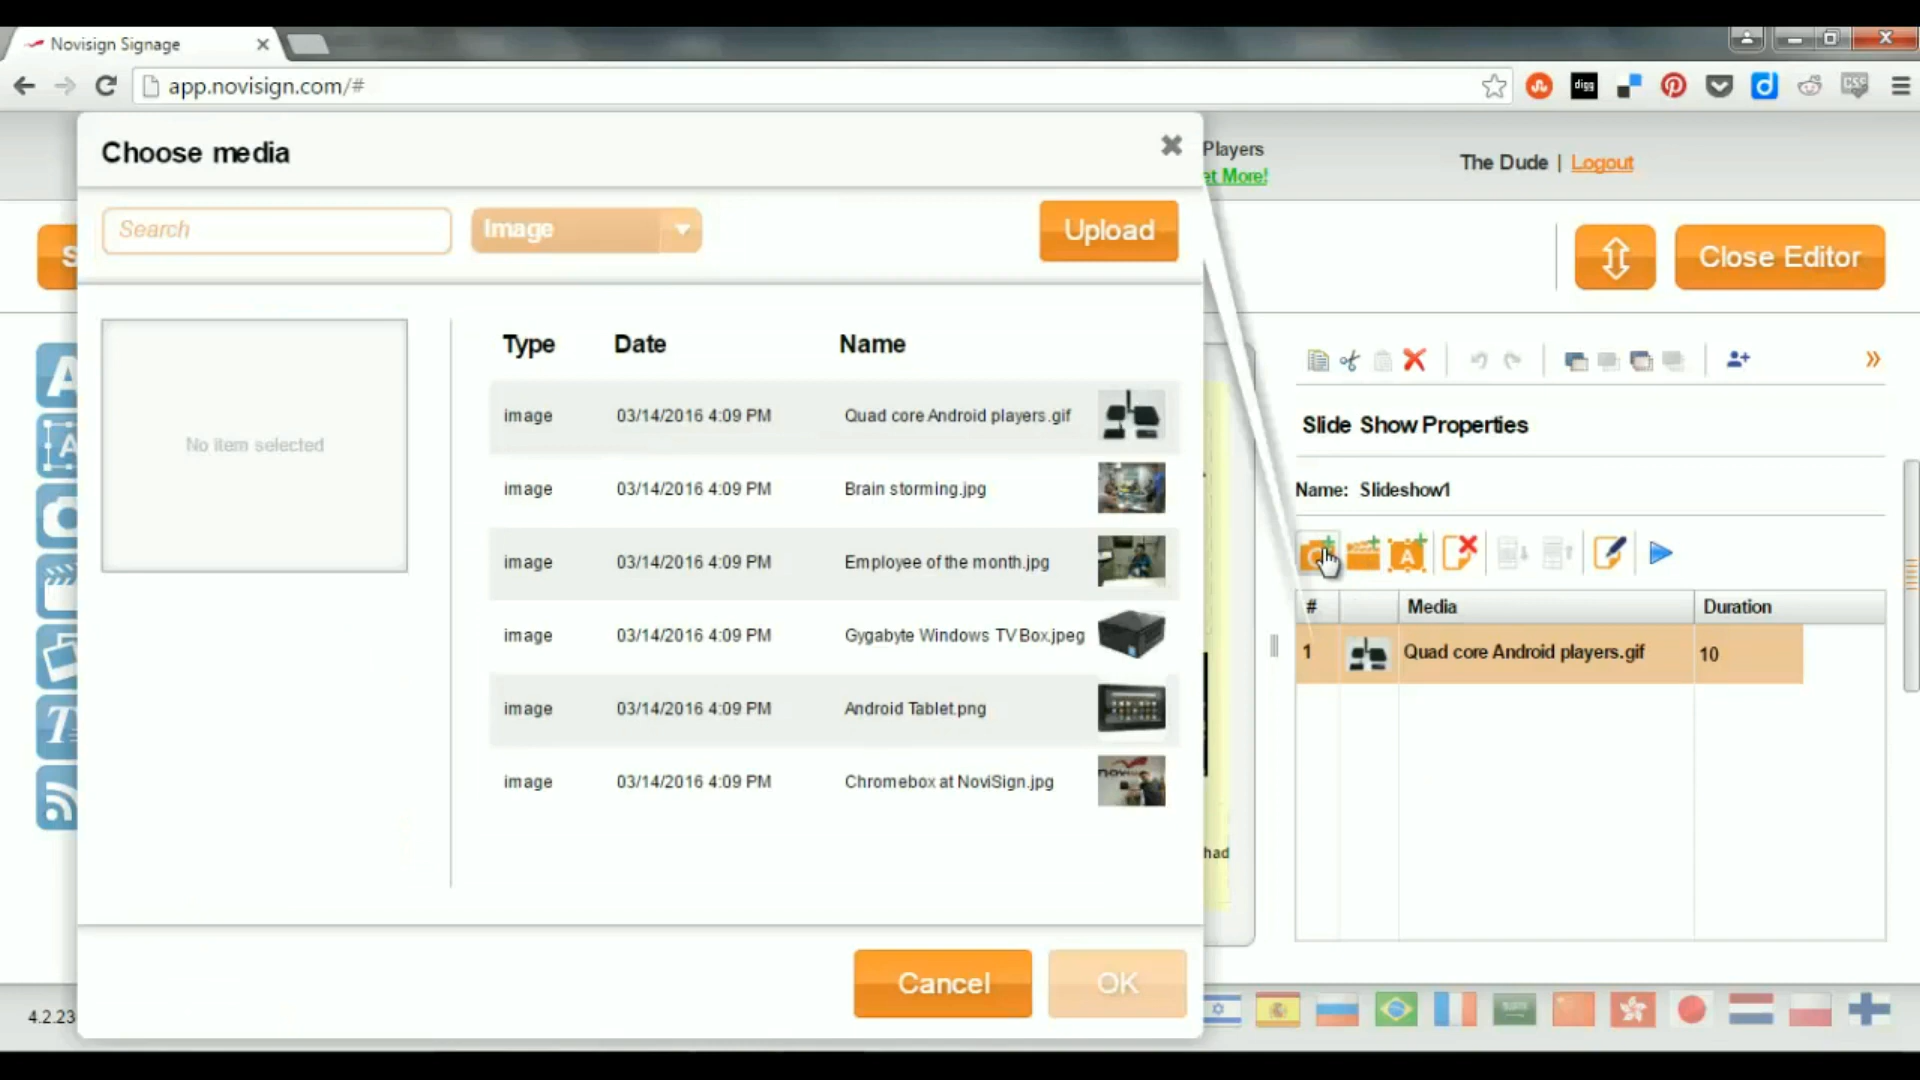 Novisign Signage
app.novisign.com/#
digg
CSS
Choose media
Players
et More!
The Dude | Logout
Search
Image
Upload
S
Close Editor
Type Date Name
image 03/14/2016 4:09 PM Quad core Android players.gif
image 03/14/2016 4:09 PM Brain storming.jpg
image 03/14/2016 4:09 PM Employee of the month.jpg
image 03/14/2016 4:09 PM Gygabyte Windows TV Box.jpeg
image 03/14/2016 4:09 PM Android Tablet.png
image 03/14/2016 4:09 PM Chromebox at NoviSign.jpg
No item selected
Slide Show Properties
Name: Slideshow1
# Media Duration
1 Quad core Android players.gif 10
had
Cancel
OK
4.2.23